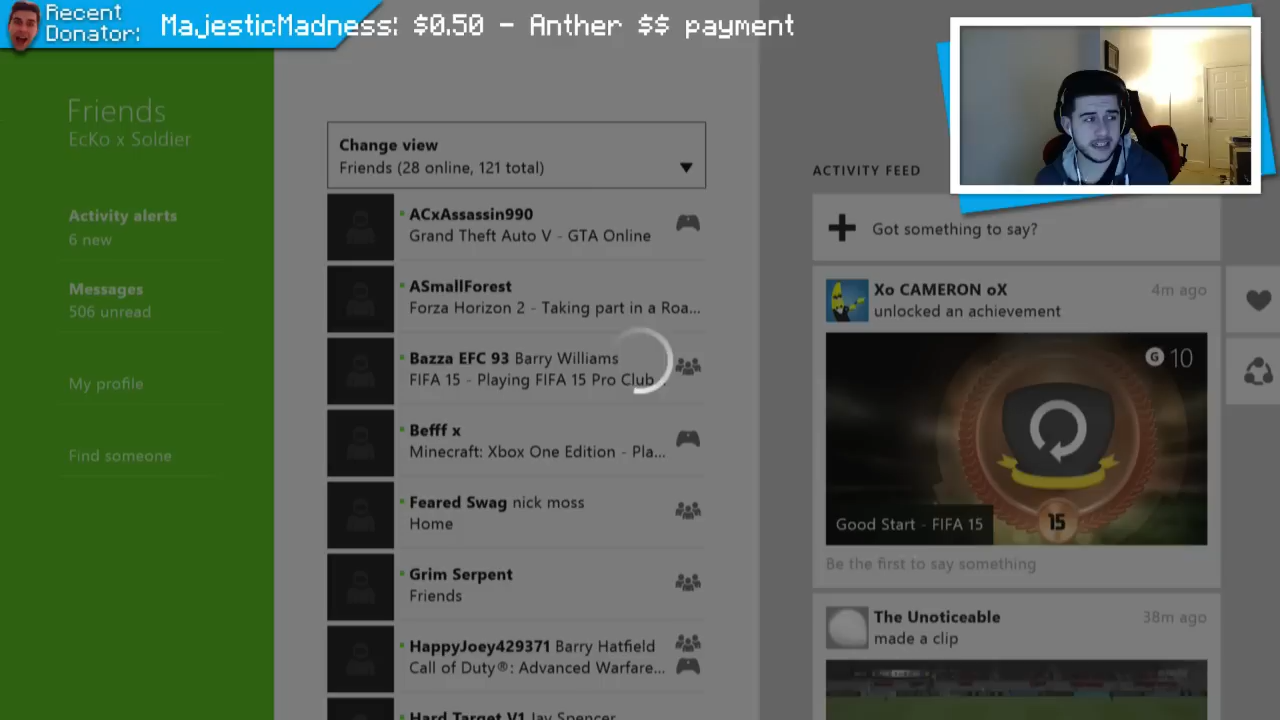 Recent
Donator:
MajesticMadness: $0.50 - Anther $$ payment
Friends
EcKo x Soldier
Activity alerts
6 new
Messages
506 unread
My profile
Find someone
Change view
Friends (28 online, 121 total)
ACxAssassin990
Grand Theft Auto V - GTA Online
ASmallForest
Forza Horizon 2 - Taking part in a Roa...
Bazza EFC 93 Barry Williams
FIFA 15 - Playing FIFA 15 Pro Club...
Befff x
Minecraft: Xbox One Edition - Pla...
Feared Swag nick moss
Home
Grim Serpent
Friends
HappyJoey429371 Barry Hatfield
Call of Duty®: Advanced Warfare...
Hard Target V1 Jay Spencer
ACTIVITY FEED
Got something to say?
Xo CAMERON oX
4m ago
unlocked an achievement
G 10
15
Good Start - FIFA 15
Be the first to say something
The Unoticeable
38m ago
made a clip